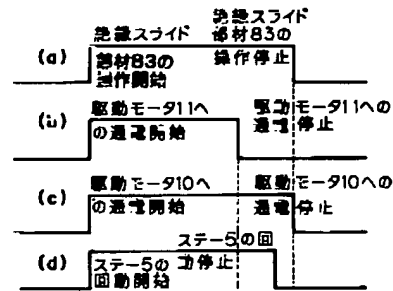 絶縁スライド
絶縁スライド
部材83の
(a)
部材83の
操作停止
操作開始
駆動モータ11へ
駆動モータ11への
(b)
の通電開始
通電停止
駆動モータ10へ
駆動モータ10への
(c)
の通電開始
通電停止
ステー5の回
(d)
ステー5の
動停止
回動開始